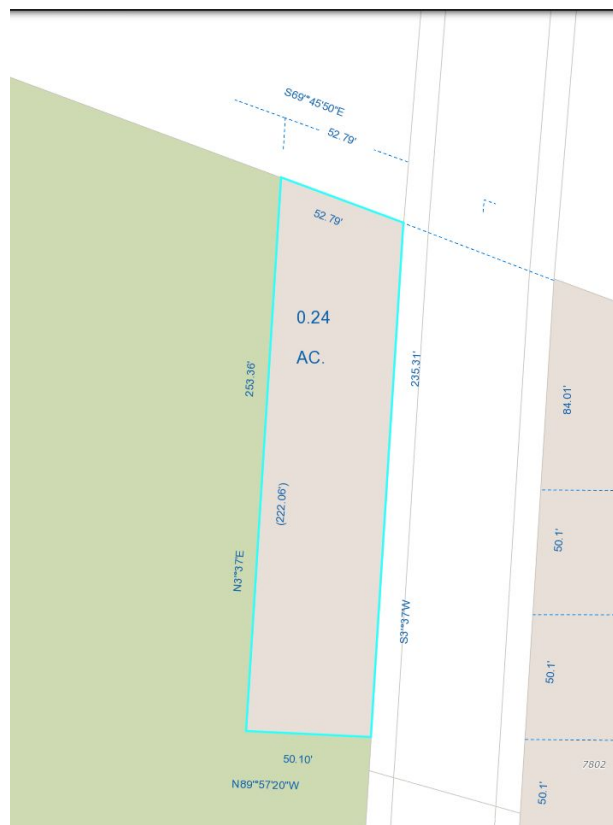 S69°'45'50"E
52.79'
52.79'
0.24
AC.
253.36'
235.31'
84.01'
(222.06')
50.1'
N3°'37'E
S3°'37'W
50.1'
50.10'
N89°'57'20"W
7802
50.1'